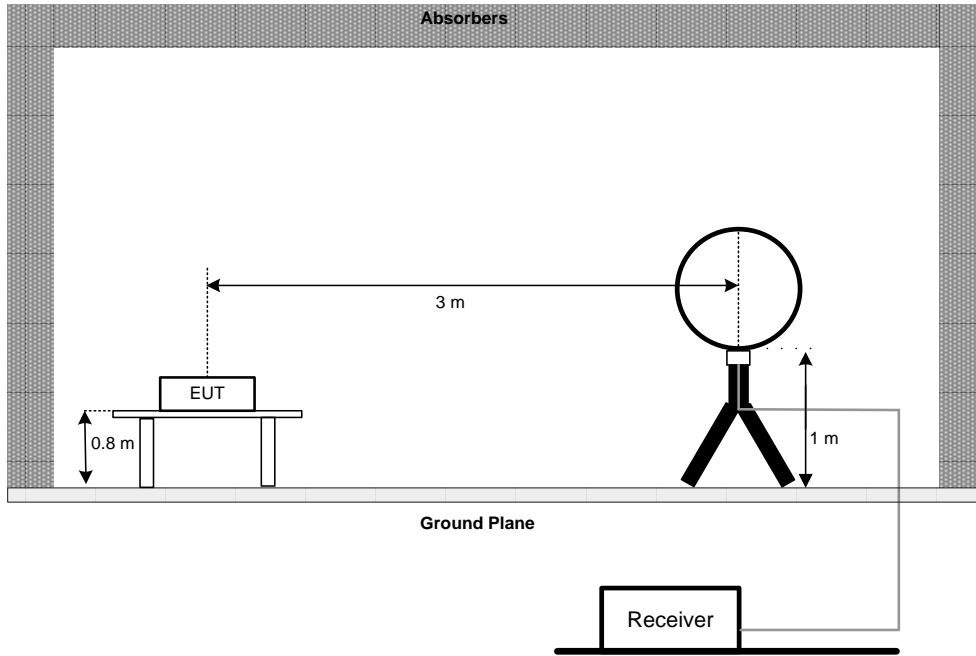 Absorbers
3 m
EUT
0.8 m
1 m
Ground Plane
Receiver